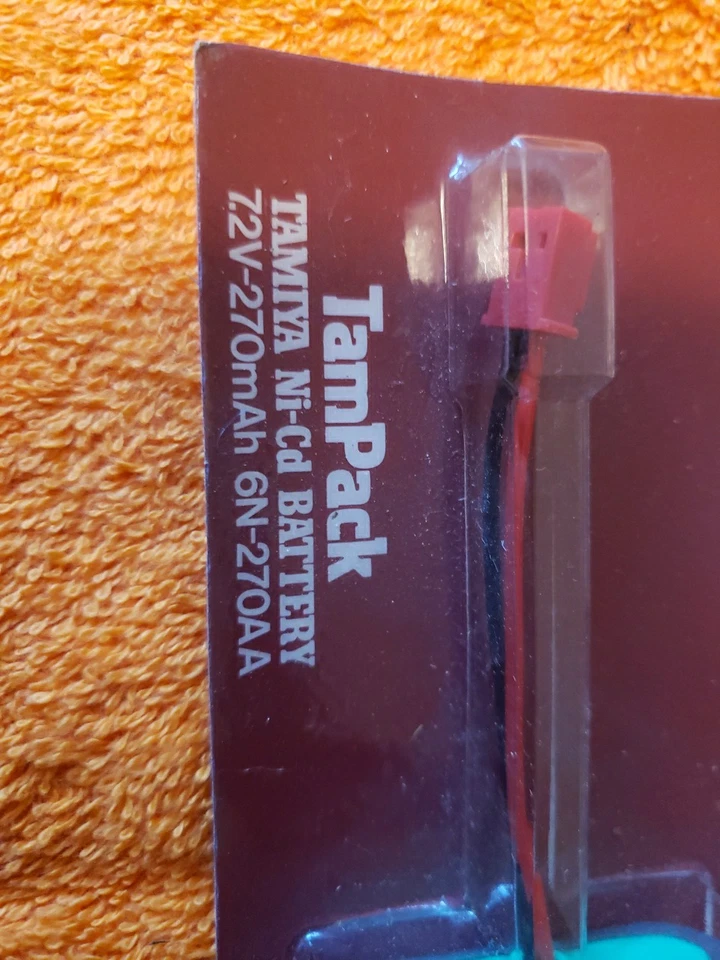 TamPack
TAMIYA Ni-Cd BATTERY
7.2V-270mAh 6N-270AA